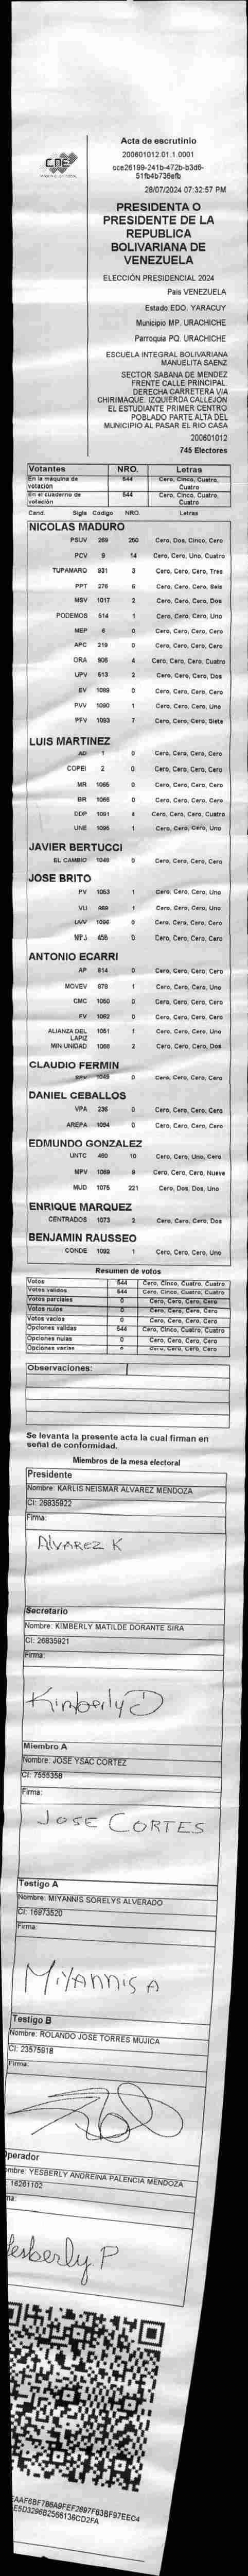 CNE
PODER ELECTORAL
Acta de escrutinio
200601012.01.1.0001
cce26199-241b-472b-b3d6-
51fb4b736efb
28/07/2024 07:32:57 PM
PRESIDENTA O
PRESIDENTE DE LA
REPUBLICA
BOLIVARIANA DE
VENEZUELA
ELECCIÓN PRESIDENCIAL 2024
País VENEZUELA
Estado EDO. YARACUY
Municipio MP. URACHICHE
Parroquia PQ. URACHICHE
ESCUELA INTEGRAL BOLIVARIANA
MANUELITA SAENZ
SECTOR SABANA DE MENDEZ
FRENTE CALLE PRINCIPAL.
DERECHA CARRETERA VIA
CHIRIMAQUE. IZQUIERDA CALLEJÓN
EL ESTUDIANTE PRIMER CENTRO
POBLADO PARTE ALTA DEL
MUNICIPIO AL PASAR EL RIO CASA
200601012
745 Electores
Votantes NRO. Letras
En la máquina de votación 544 Cero, Cinco, Cuatro, Cuatro
En el cuaderno de votación 544 Cero, Cinco, Cuatro, Cuatro
Cand. Sigla Código NRO. Letras
NICOLAS MADURO
PSUV 269 250 Cero, Dos, Cinco, Cero
PCV 9 14 Cero, Cero, Uno, Cuatro
TUPAMARO 931 3 Cero, Cero, Cero, Tres
PPT 276 6 Cero, Cero, Cero, Seis
MSV 1017 2 Cero, Cero, Cero, Dos
PODEMOS 514 1 Cero, Cero, Cero, Uno
MEP 6 0 Cero, Cero, Cero, Cero
APC 219 0 Cero, Cero, Cero, Cero
ORA 906 4 Cero, Cero, Cero, Cuatro
UPV 613 2 Cero, Cero, Cero, Dos
EV 1089 0 Cero, Cero, Cero, Cero
PVV 1090 1 Cero, Cero, Cero, Uno
PFV 1093 7 Cero, Cero, Cero, Siete
LUIS MARTINEZ
AD 1 0 Cero, Cero, Cero, Cero
COPEI 2 0 Cero, Cero, Cero, Cero
MR 1065 0 Cero, Cero, Cero, Cero
BR 1066 0 Cero, Cero, Cero, Cero
DDP 1091 4 Cero, Cero, Cero, Cuatro
UNE 1095 1 Cero, Cero, Cero, Uno
JAVIER BERTUCCI
EL CAMBIO 1048 0 Cero, Cero, Cero, Cero
JOSE BRITO
PV 1053 1 Cero, Cero, Cero, Uno
VU 869 1 Cero, Cero, Cero, Uno
UVV 1096 0 Cero, Cero, Cero, Cero
MPJ 456 0 Cero, Cero, Cero, Cero
ANTONIO ECARRI
AP 814 0 Cero, Cero, Cero, Cero
MOVEV 979 1 Cero, Cero, Cero, Uno
CMC 1050 0 Cero, Cero, Cero, Cero
FV 1062 0 Cero, Cero, Cero, Cero
ALIANZA DEL LAPIZ 1051 1 Cero, Cero, Cero, Uno
MIN UNIDAD 1068 2 Cero, Cero, Cero, Dos
CLAUDIO FERMIN
SPV 1049 0 Cero, Cero, Cero, Cero
DANIEL CEBALLOS
VPA 236 0 Cero, Cero, Cero, Cero
AREPA 1094 0 Cero, Cero, Cero, Cero
EDMUNDO GONZALEZ
UNTC 460 10 Cero, Cero, Uno, Cero
MPV 1069 9 Cero, Cero, Cero, Nueve
MUD 1075 221 Cero, Dos, Dos, Uno
ENRIQUE MARQUEZ
CENTRADOS 1073 2 Cero, Cero, Cero, Dos
BENJAMIN RAUSSEO
CONDE 1092 1 Cero, Cero, Cero, Uno
Resumen de votos
Votos 544 Cero, Cinco, Cuatro, Cuatro
Votos válidos 544 Cero, Cinco, Cuatro, Cuatro
Votos parciales 0 Cero, Cero, Cero, Cero
Votos nulos 0 Cero, Cero, Cero, Cero
Votos vacíos 0 Cero, Cero, Cero, Cero
Opciones válidas 544 Cero, Cinco, Cuatro, Cuatro
Opciones nulas 0 Cero, Cero, Cero, Cero
Opciones vacías 0 Cero, Cero, Cero, Cero
Observaciones:
Se levanta la presente acta la cual firman en
señal de conformidad.
Miembros de la mesa electoral
Presidente
Nombre: KARLIS NEISMAR ALVAREZ MENDOZA
CI: 26835922
Firma:
Alvarez K
Secretario
Nombre: KIMBERLY MATILDE DORANTE SIRA
CI: 26835921
Firma:
Kimberly D
Miembro A
Nombre: JOSE YSAC CORTEZ
CI: 7555358
Firma:
JOSE CORTES
Testigo A
Nombre: MIYANNIS SORELYS ALVERADO
CI: 16973520
Firma:
MiYANNIS A
Testigo B
Nombre: ROLANDO JOSE TORRES MUJICA
CI: 23575918
Firma:
Operador
ombre: YESBERLY ANDREINA PALENCIA MENDOZA
16261102
ma:
Yesberly P